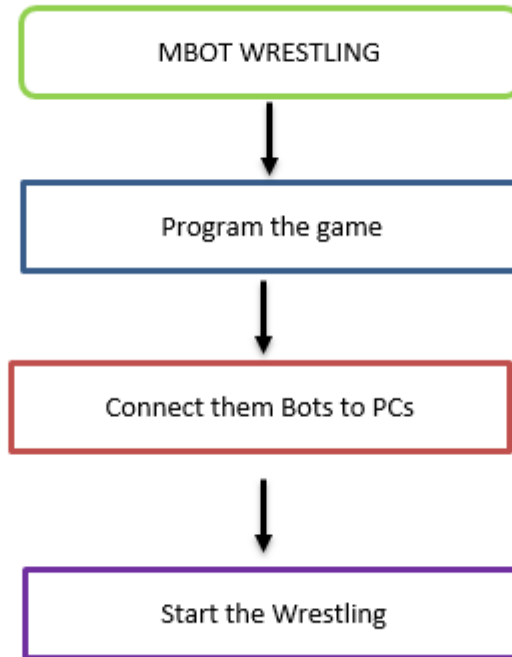 MBOT WRESTLING
Program the game
Connect them Bots to PCs
Start the Wrestling